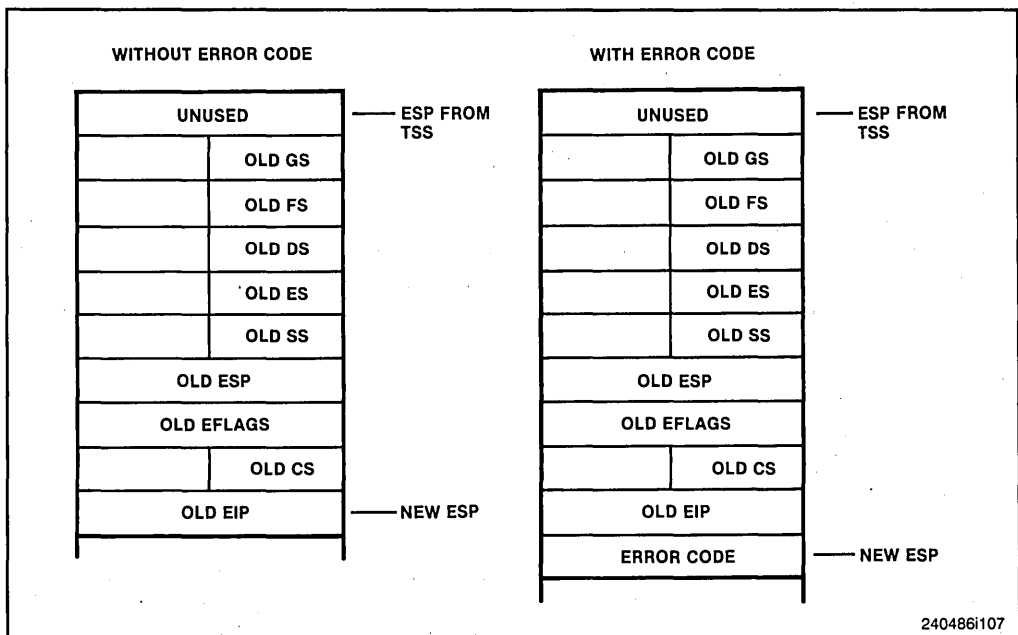 WITHOUT ERROR CODE
UNUSED
ESP FROM
TSS
OLD GS
OLD FS
OLD DS
OLD ES
OLD SS
OLD ESP
OLD EFLAGS
OLD CS
OLD EIP
NEW ESP
WITH ERROR CODE
UNUSED
ESP FROM
TSS
OLD GS
OLD FS
OLD DS
OLD ES
OLD SS
OLD ESP
OLD EFLAGS
OLD CS
OLD EIP
ERROR CODE
NEW ESP
240486i107